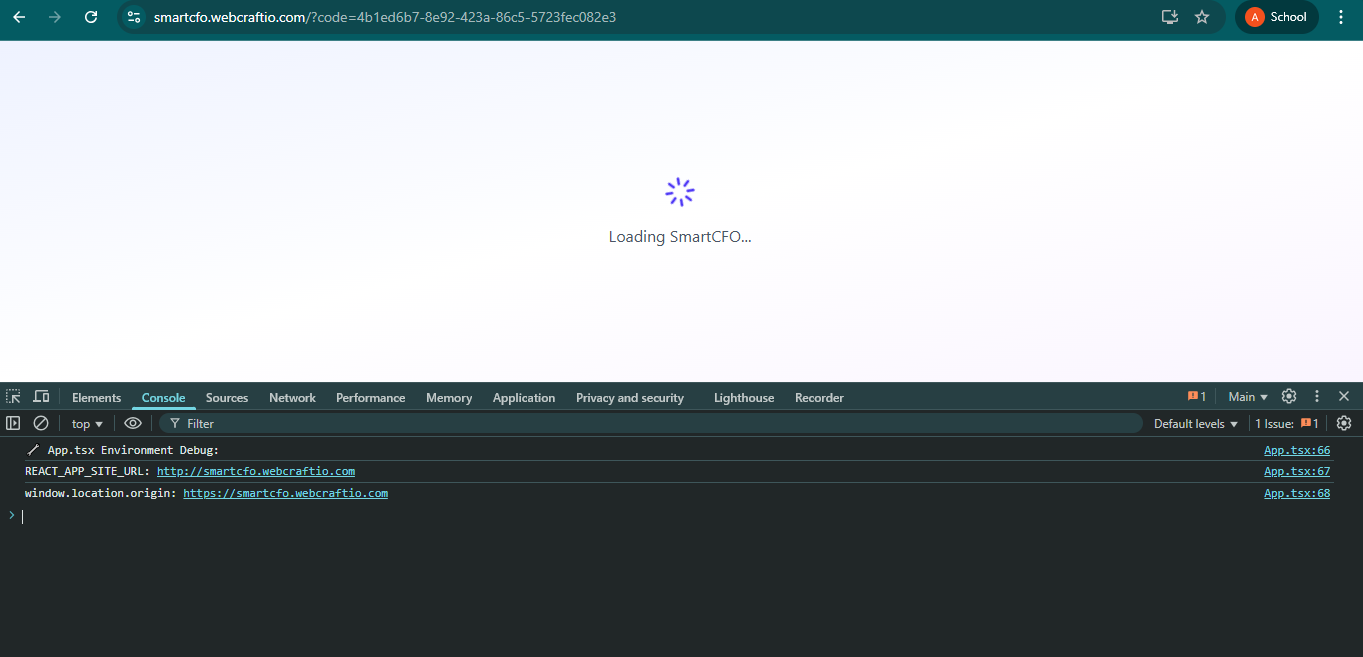 smartcfo.webcraftio.com/?code=4b1ed6b7-8e92-423a-86c5-5723fec082e3
A School
Loading SmartCFO...
Elements Console Sources Network Performance Memory Application Privacy and security Lighthouse Recorder 1 Main
top Filter Default levels 1 Issue: 1
App.tsx Environment Debug: App.tsx:66
REACT_APP_SITE_URL: http://smartcfo.webcraftio.com App.tsx:67
window.location.origin: https://smartcfo.webcraftio.com App.tsx:68